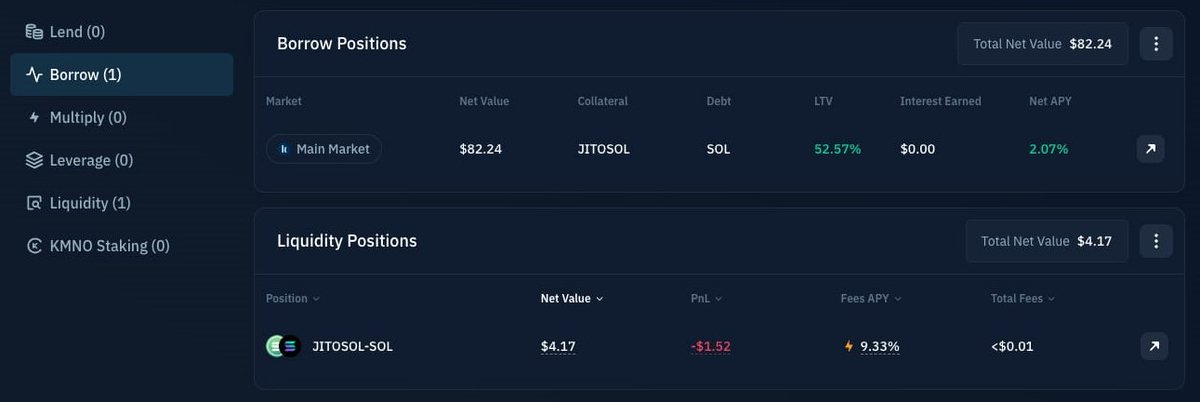 Lend (0)
Borrow (1)
Multiply (0)
Leverage (0)
Liquidity (1)
KMNO Staking (0)
Borrow Positions
Total Net Value $82.24
Market Net Value Collateral Debt LTV Interest Earned Net APY
Main Market $82.24 JITOSOL SOL 52.57% $0.00 2.07%
Liquidity Positions
Total Net Value $4.17
Position Net Value PnL Fees APY Total Fees
JITOSOL-SOL $4.17 -$1.52 9.33% <$0.01